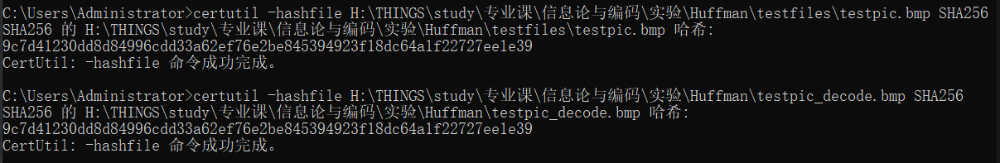 C:\Users\Administrator>certutil -hashfile H:\THINGS\study\专业课\信息论与编码\实验\Huffman\testfiles\testpic.bmp SHA256
SHA256 的 H:\THINGS\study\专业课\信息论与编码\实验\Huffman\testfiles\testpic.bmp 哈希:
9c7d41230dd8d84996cdd33a62ef76e2be845394923f18dc64a1f22727ee1e39
CertUtil: -hashfile 命令成功完成。
C:\Users\Administrator>certutil -hashfile H:\THINGS\study\专业课\信息论与编码\实验\Huffman\testpic_decode.bmp SHA256
SHA256 的 H:\THINGS\study\专业课\信息论与编码\实验\Huffman\testpic_decode.bmp 哈希:
9c7d41230dd8d84996cdd33a62ef76e2be845394923f18dc64a1f22727ee1e39
CertUtil: -hashfile 命令成功完成。